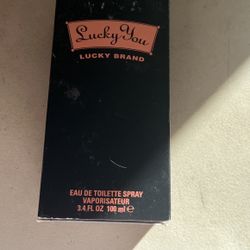 Lucky You
LUCKY BRAND
EAU DE TOILETTE SPRAY
VAPORISATEUR
3.4 FL OZ 100 ml ℮